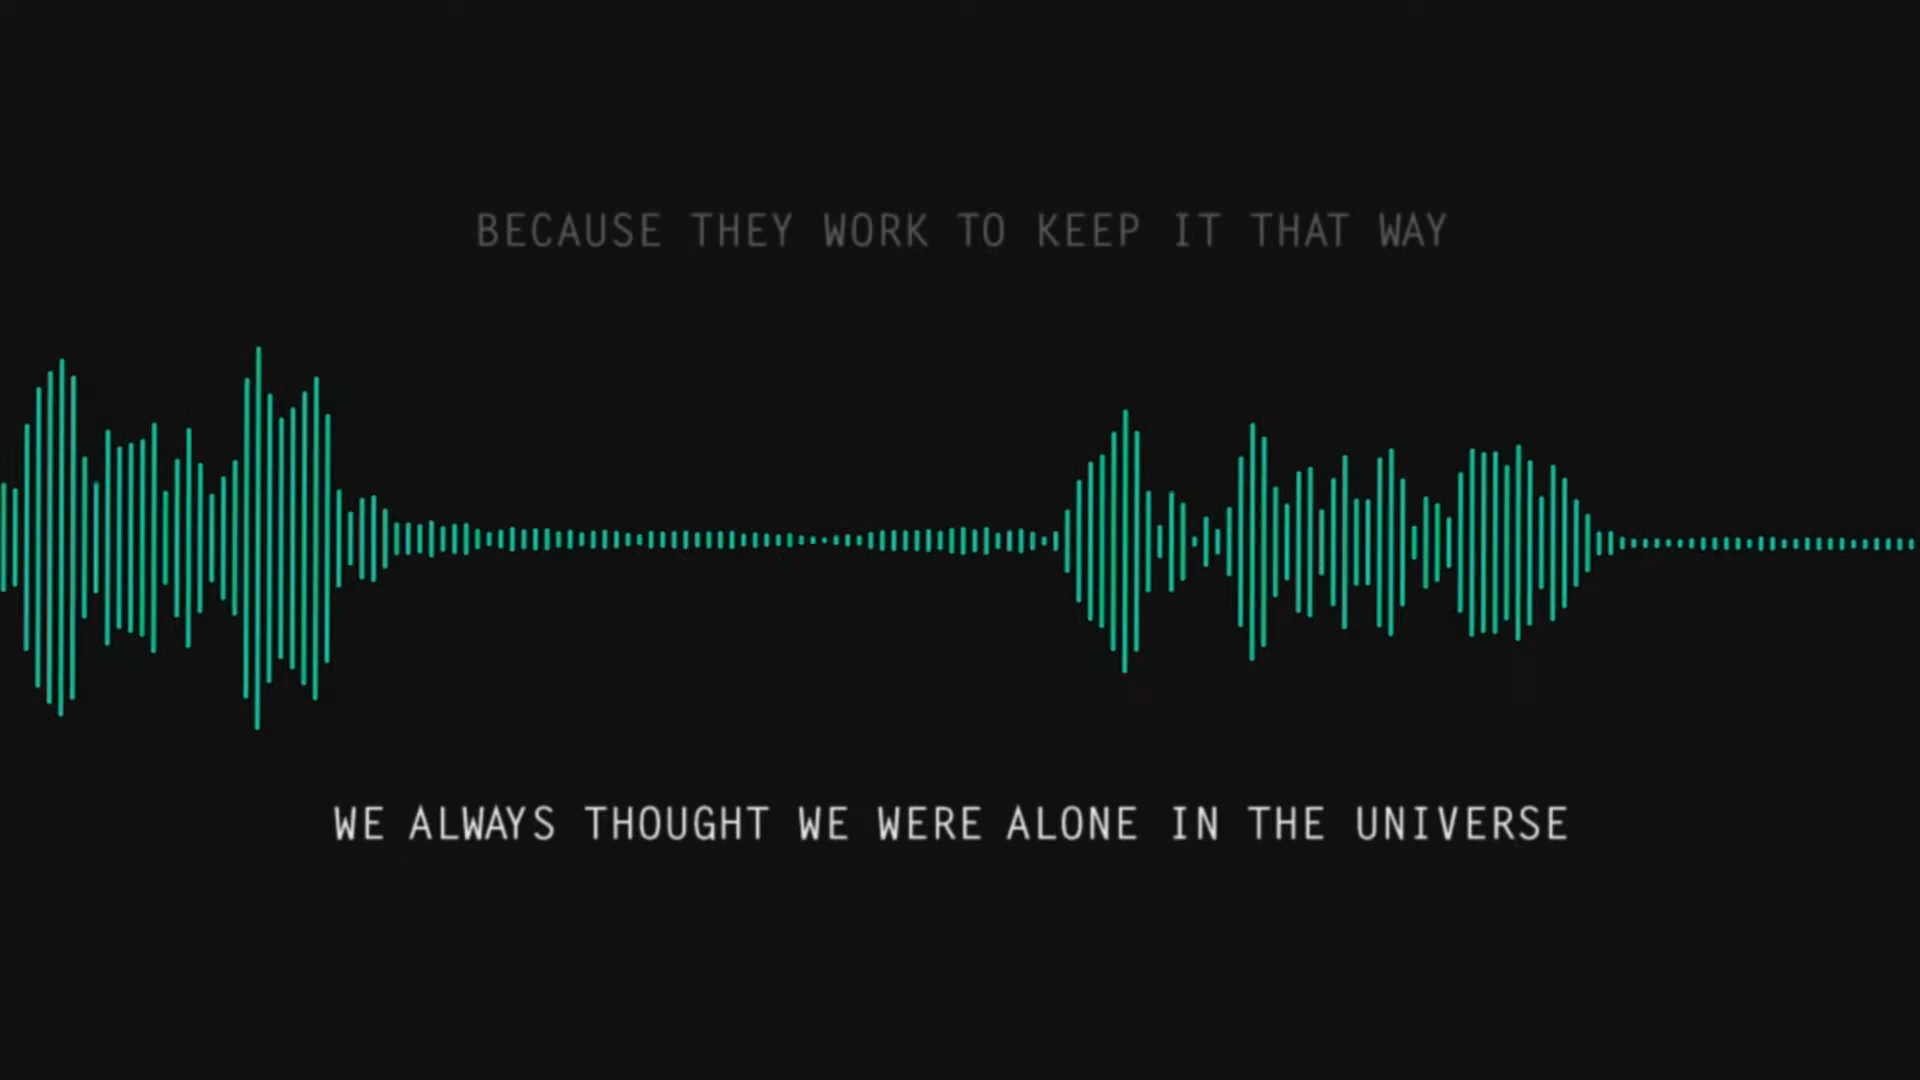 BECAUSE THEY WORK TO KEEP IT THAT WAY
WE ALWAYS THOUGHT WE WERE ALONE IN THE UNIVERSE